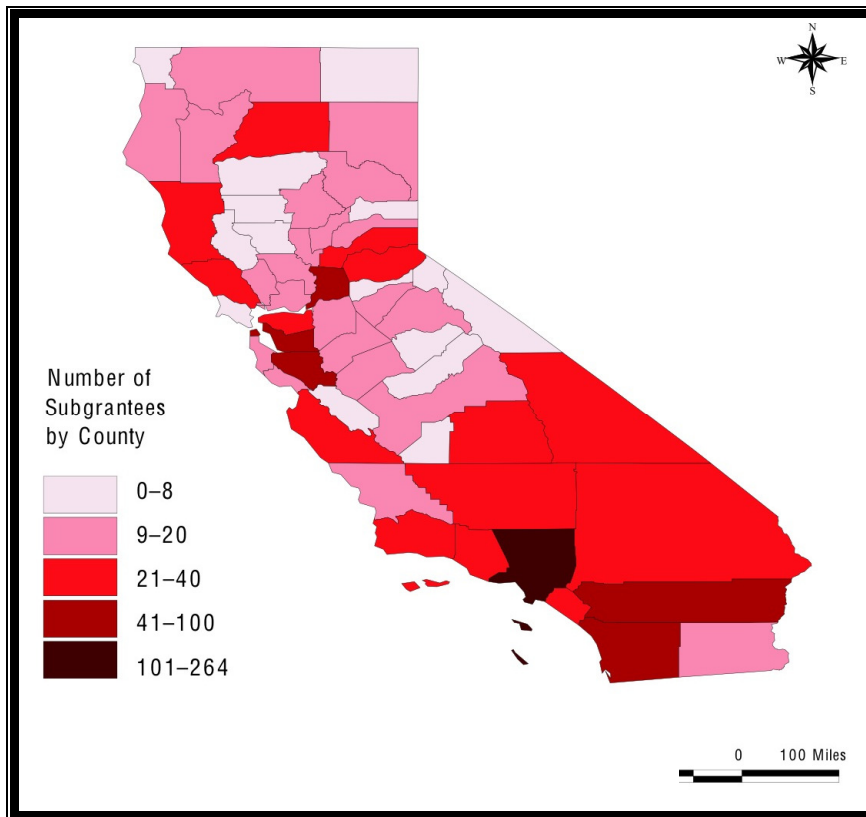 N
W E
S
Number of
Subgrantees
by County
0–8
9–20
21–40
41–100
101–264
0 100 Miles